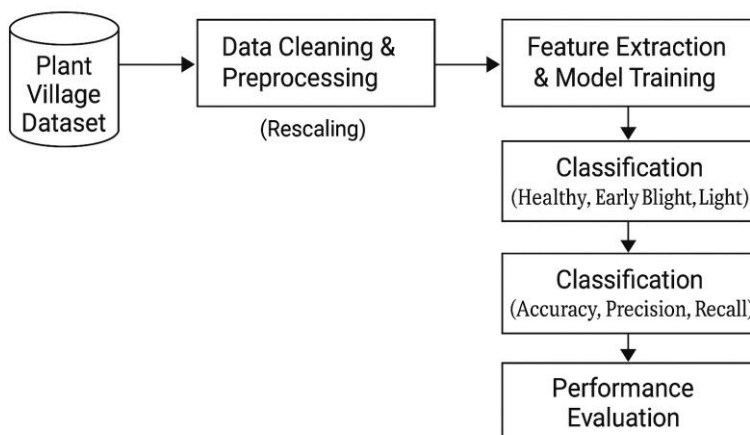 Plant
Village
Dataset
Data Cleaning &
Preprocessing
(Rescaling)
Feature Extraction
& Model Training
Classification
(Healthy, Early Blight, Light)
Classification
(Accuracy, Precision, Recall)
Performance
Evaluation